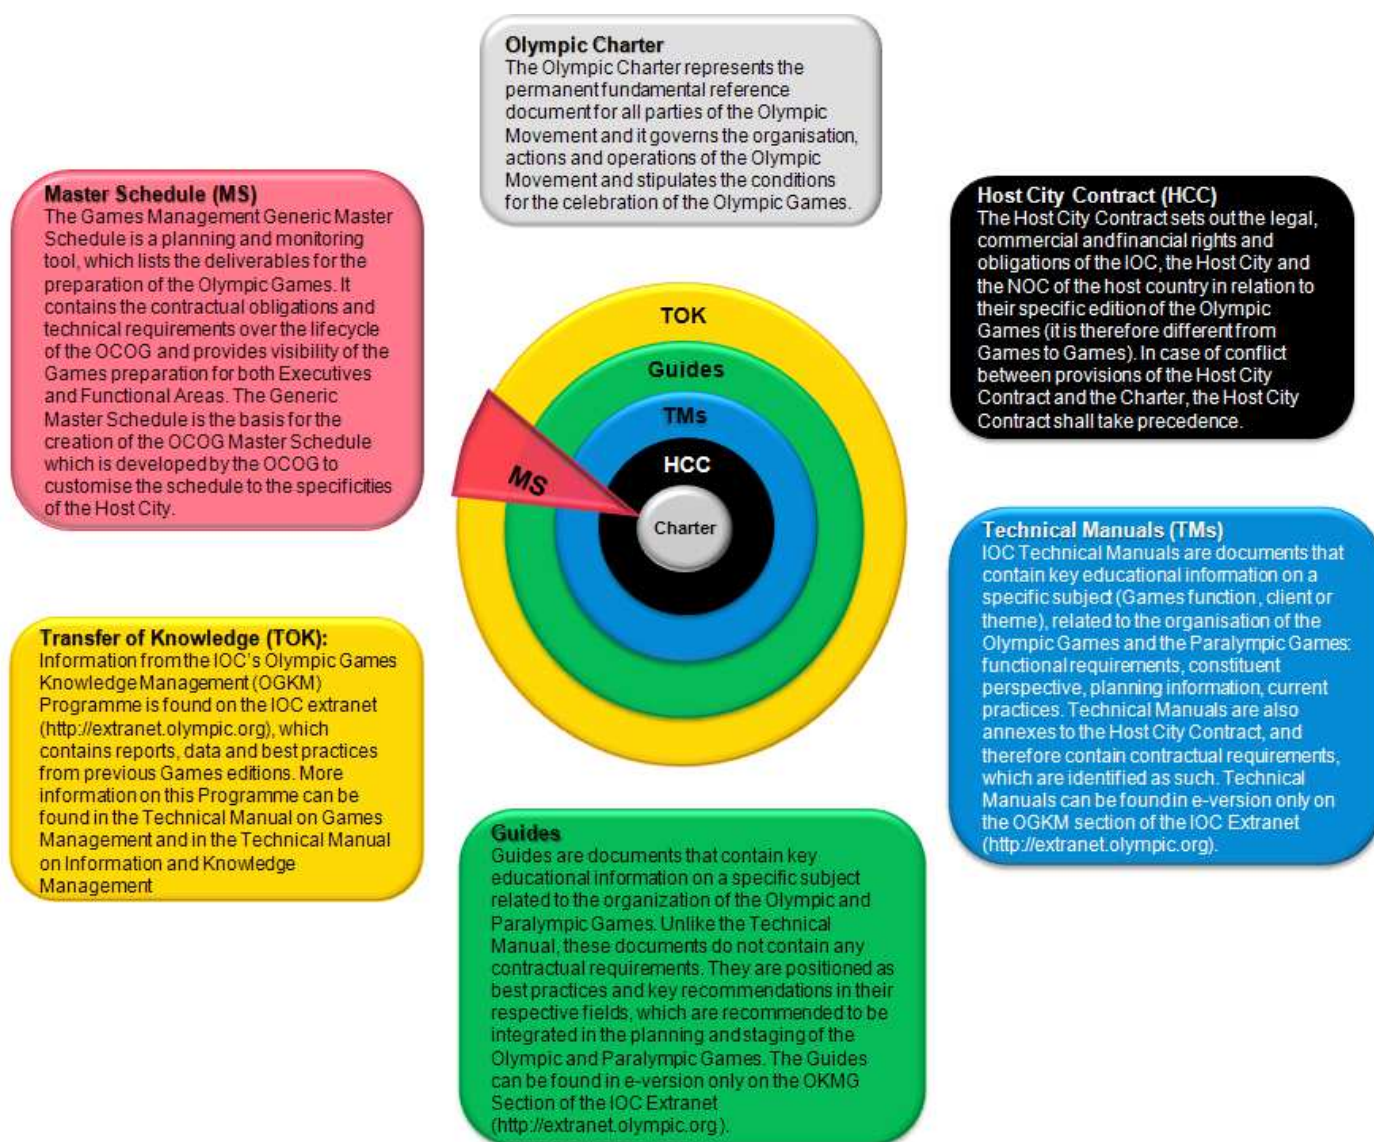 Olympic Charter
The Olympic Charter represents the
permanent fundamental reference
document for all parties of the Olympic
Movement and it governs the organisation,
actions and operations of the Olympic
Movement and stipulates the conditions
for the celebration of the Olympic Games.
Master Schedule (MS)
The Games Management Generic Master
Schedule is a planning and monitoring
tool, which lists the deliverables for the
preparation of the Olympic Games. It
contains the contractual obligations and
technical requirements over the lifecycle
of the OCOG and provides visibility of the
Games preparation for both Executives
and Functional Areas. The Generic
Master Schedule is the basis for the
creation of the OCOG Master Schedule
which is developed by the OCOG to
customise the schedule to the specificities
of the Host City.
Host City Contract (HCC)
The Host City Contract sets out the legal,
commercial and financial rights and
obligations of the IOC, the Host City and
the NOC of the host country in relation to
their specific edition of the Olympic
Games (it is therefore different from
Games to Games). In case of conflict
between provisions of the Host City
Contract and the Charter, the Host City
Contract shall take precedence.
TOK
Guides
TMs
HCC
MS
Charter
Technical Manuals (TMs)
IOC Technical Manuals are documents that
contain key educational information on a
specific subject (Games function, client or
theme), related to the organisation of the
Olympic Games and the Paralympic Games:
functional requirements, constituent
perspective, planning information, current
practices. Technical Manuals are also
annexes to the Host City Contract, and
therefore contain contractual requirements,
which are identified as such. Technical
Manuals can be found in e-version only on
the OGKM section of the IOC Extranet
(http://extranet.olympic.org).
Transfer of Knowledge (TOK):
Information from the IOC's Olympic Games
Knowledge Management (OGKM)
Programme is found on the IOC extranet
(http://extranet.olympic.org), which
contains reports, data and best practices
from previous Games editions. More
information on this Programme can be
found in the Technical Manual on Games
Management and in the Technical Manual
on Information and Knowledge
Management
Guides
Guides are documents that contain key
educational information on a specific subject
related to the organization of the Olympic and
Paralympic Games. Unlike the Technical
Manual, these documents do not contain any
contractual requirements. They are positioned as
best practices and key recommendations in their
respective fields, which are recommended to be
integrated in the planning and staging of the
Olympic and Paralympic Games. The Guides
can be found in e-version only on the OKMG
Section of the IOC Extranet
(http://extranet.olympic.org).